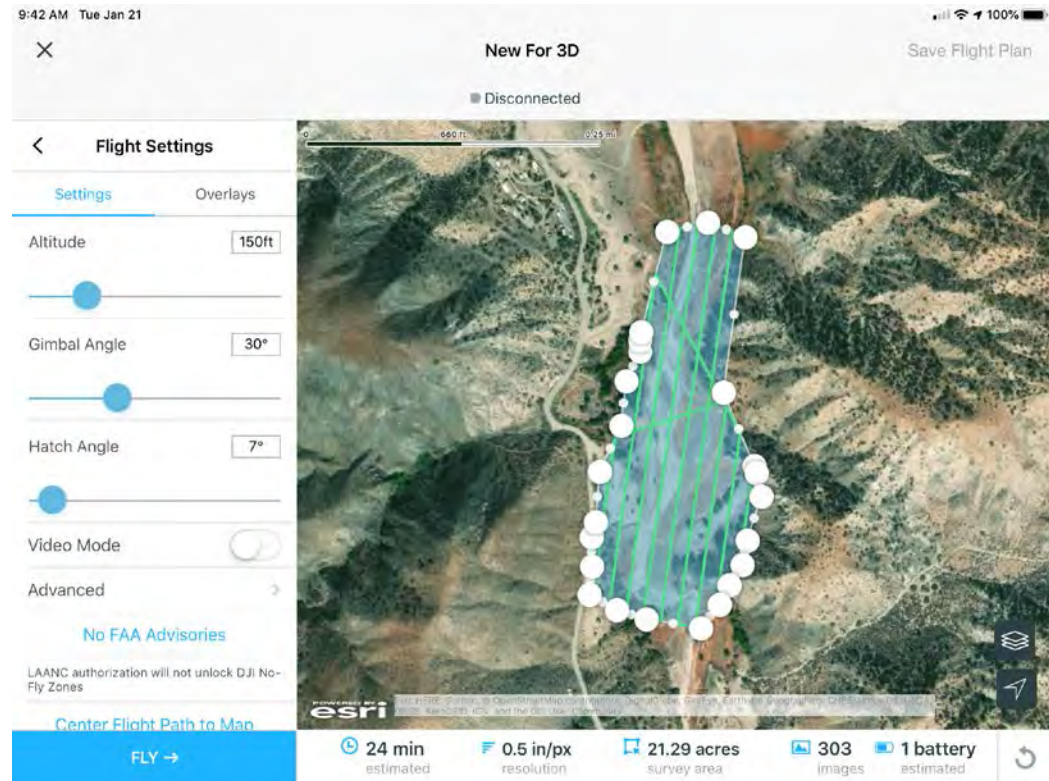 9:42 AM Tue Jan 21
100%
New For 3D
Save Flight Plan
Disconnected
Flight Settings
Settings Overlays
0 660 ft 0.25 mi
Altitude 150ft
Gimbal Angle 30°
Hatch Angle 7°
Video Mode
Advanced
No FAA Advisories
LAANC authorization will not unlock DJI No-
Fly Zones
Center Flight Path to Map
POWERED BY
esri
FLY →
24 min
estimated
0.5 in/px
resolution
21.29 acres
survey area
303
images
1 battery
estimated